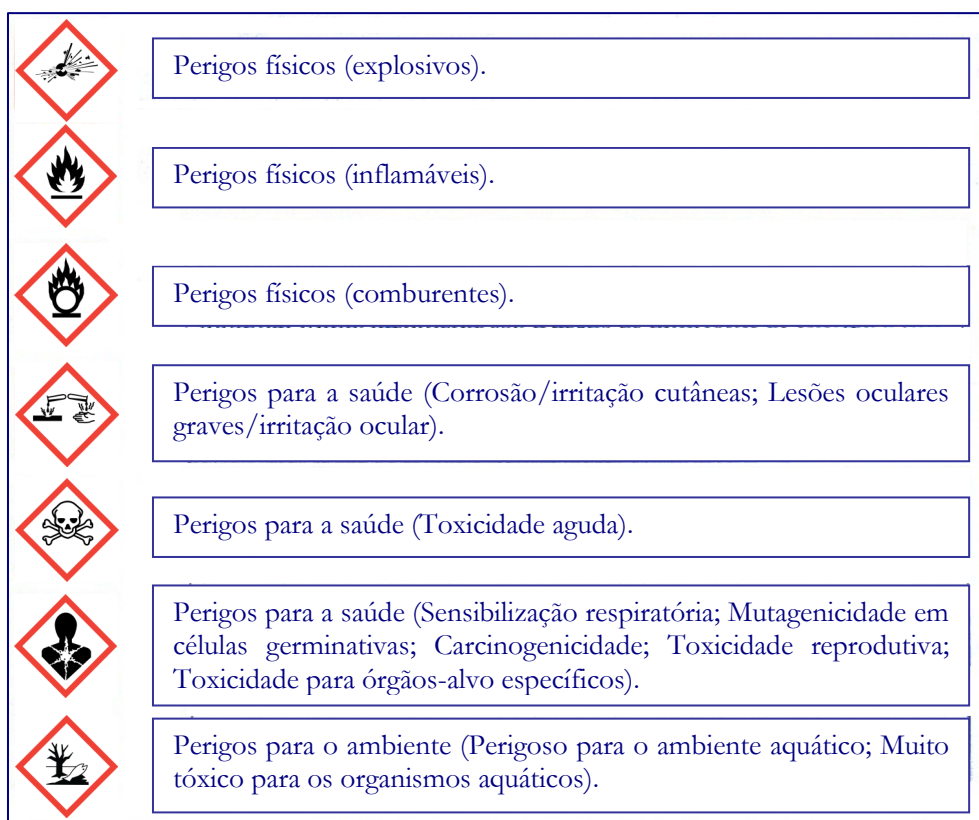 Perigos físicos (explosivos).
Perigos físicos (inflamáveis).
Perigos físicos (comburentes).
Perigos para a saúde (Corrosão/irritação cutâneas; Lesões oculares
graves/irritação ocular).
Perigos para a saúde (Toxicidade aguda).
Perigos para a saúde (Sensibilização respiratória; Mutagenicidade em
células germinativas; Carcinogenicidade; Toxicidade reprodutiva;
Toxicidade para órgãos-alvo específicos).
Perigos para o ambiente (Perigoso para o ambiente aquático; Muito
tóxico para os organismos aquáticos).